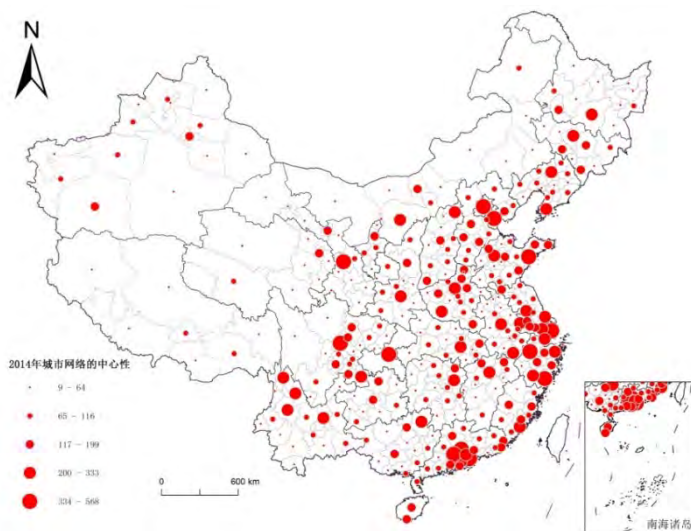 N
2014年城市网络的中心性
9 - 64
65 - 116
117 - 199
200 - 333
334 - 568
0 600 km
南海诸岛